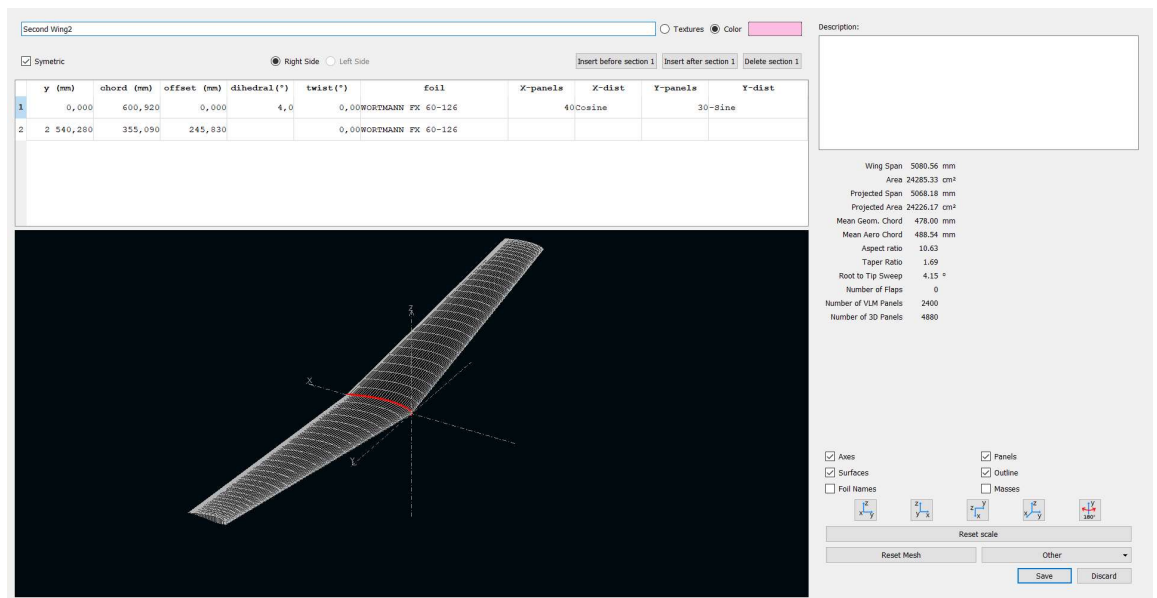 Second Wing2
Textures Color
Description:
Symetric
Right Side Left Side
Insert before section 1 Insert after section 1 Delete section 1
y (mm) chord (mm) offset (mm) dihedral(°) twist(°) foil X-panels X-dist Y-panels Y-dist
1 0,000 600,920 0,000 4,0 0,00 WORTMANN FX 60-126 40 Cosine 30 -Sine
2 2 540,280 355,090 245,830 0,00 WORTMANN FX 60-126
Wing Span 5080.56 mm
Area 24285.33 cm²
Projected Span 5068.18 mm
Projected Area 24226.17 cm²
Mean Geom. Chord 478.00 mm
Mean Aero Chord 488.54 mm
Aspect ratio 10.63
Taper Ratio 1.69
Root to Tip Sweep 4.15 °
Number of Flaps 0
Number of VLM Panels 2400
Number of 3D Panels 4880
Z
X
Y
Axes Panels
Surfaces Outline
Foil Names Masses
z x y z y x z y x z x y y 180°
Reset scale
Reset Mesh Other
Save Discard